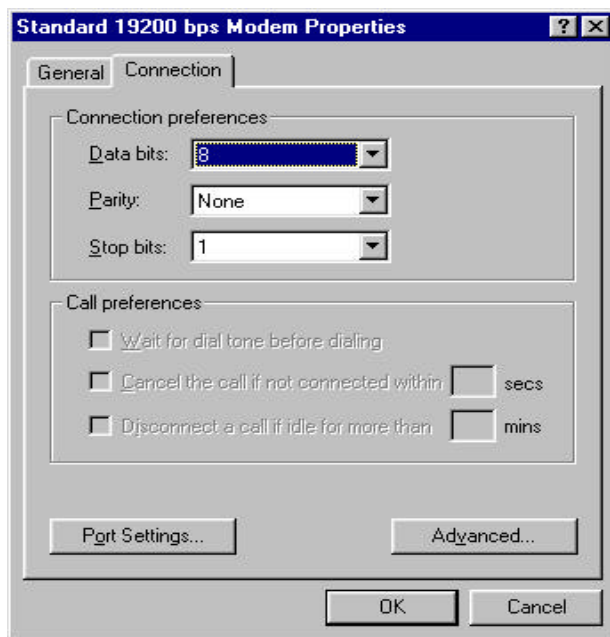 Standard 19200 bps Modem Properties
General Connection
Connection preferences
Data bits: 8
Parity: None
Stop bits: 1
Call preferences
Wait for dial tone before dialing
Cancel the call if not connected within secs
Disconnect a call if idle for more than mins
Port Settings... Advanced...
OK Cancel